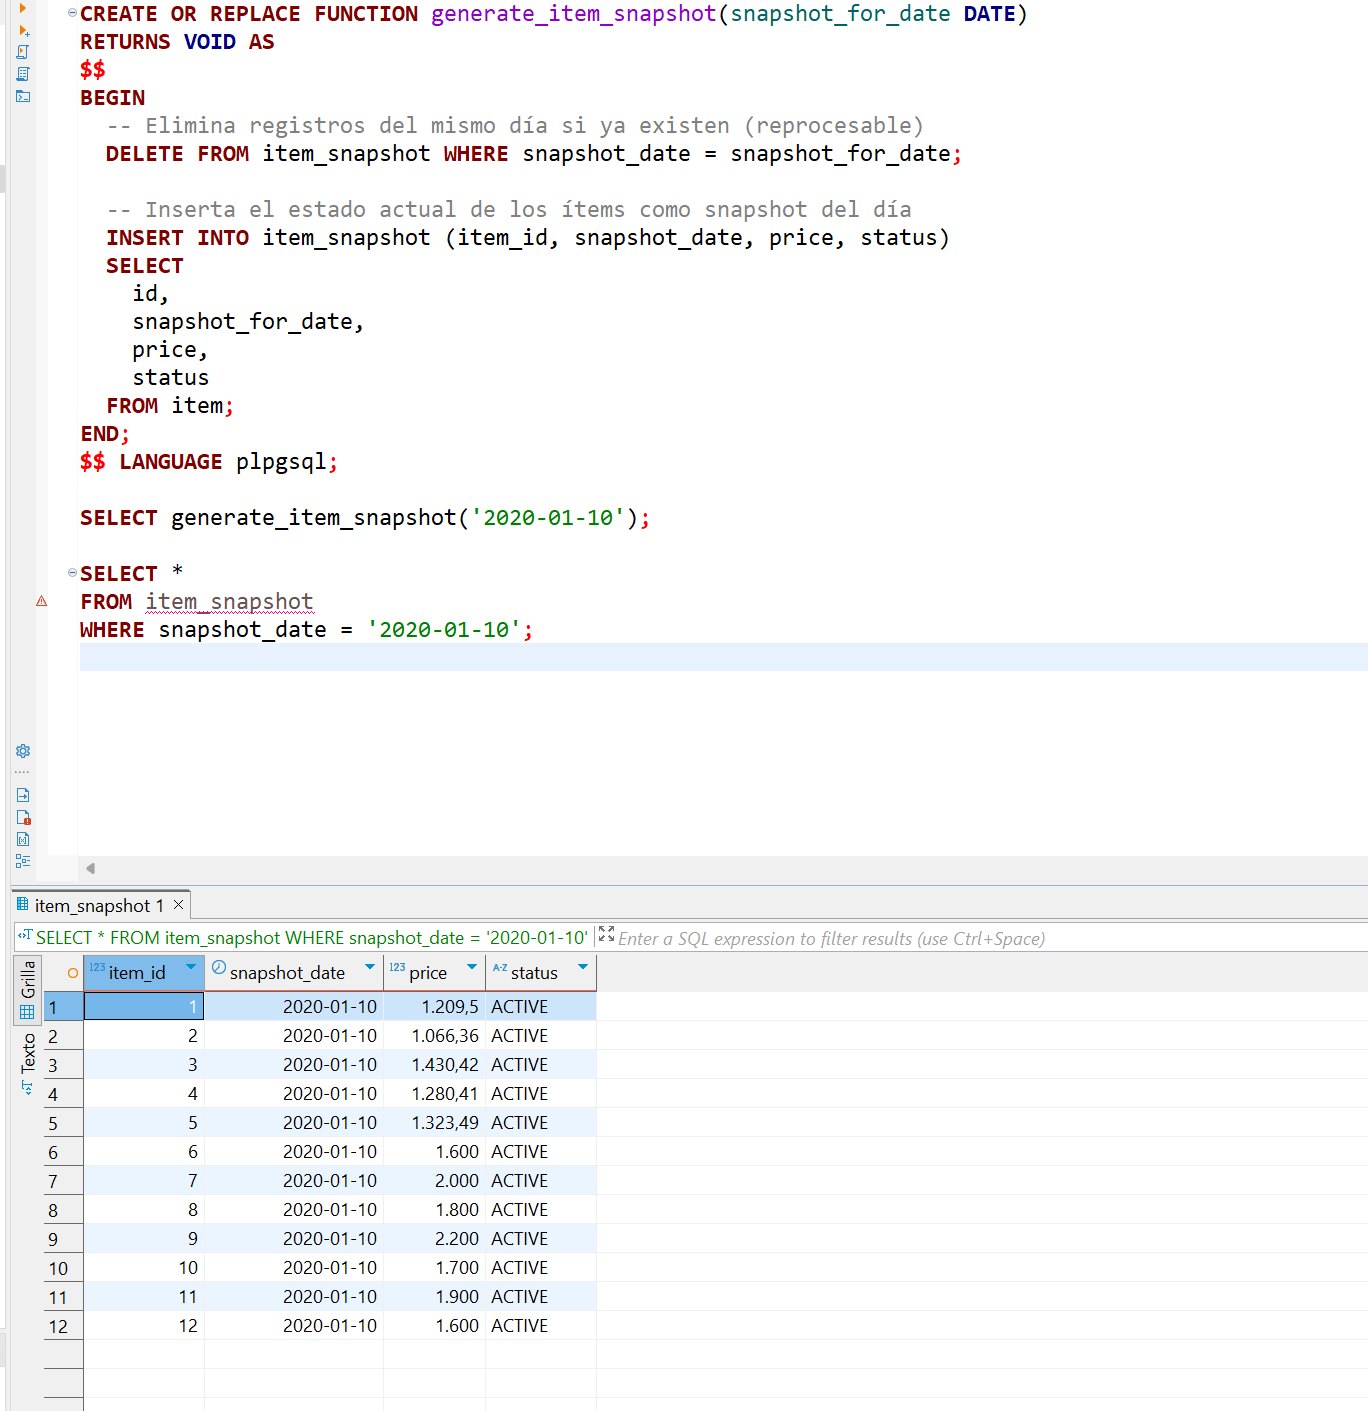 CREATE OR REPLACE FUNCTION generate_item_snapshot(snapshot_for_date DATE)
RETURNS VOID AS
$$
BEGIN
-- Elimina registros del mismo día si ya existen (reprocesable)
DELETE FROM item_snapshot WHERE snapshot_date = snapshot_for_date;
-- Inserta el estado actual de los ítems como snapshot del día
INSERT INTO item_snapshot (item_id, snapshot_date, price, status)
SELECT
id,
snapshot_for_date,
price,
status
FROM item;
END;
$$ LANGUAGE plpgsql;
SELECT generate_item_snapshot('2020-01-10');
SELECT *
FROM item_snapshot
WHERE snapshot_date = '2020-01-10';
item_snapshot 1
SELECT * FROM item_snapshot WHERE snapshot_date = '2020-01-10' Enter a SQL expression to filter results (use Ctrl+Space)
Grilla
Texto
123 item_id snapshot_date 123 price A-Z status
1 1 2020-01-10 1.209,5 ACTIVE
2 2 2020-01-10 1.066,36 ACTIVE
3 3 2020-01-10 1.430,42 ACTIVE
4 4 2020-01-10 1.280,41 ACTIVE
5 5 2020-01-10 1.323,49 ACTIVE
6 6 2020-01-10 1.600 ACTIVE
7 7 2020-01-10 2.000 ACTIVE
8 8 2020-01-10 1.800 ACTIVE
9 9 2020-01-10 2.200 ACTIVE
10 10 2020-01-10 1.700 ACTIVE
11 11 2020-01-10 1.900 ACTIVE
12 12 2020-01-10 1.600 ACTIVE